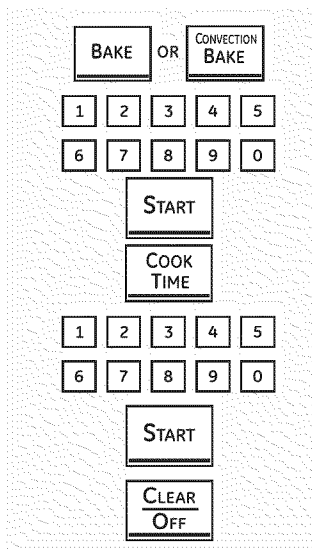 BAKE OR CONVECTION BAKE
1 2 3 4 5
6 7 8 9 0
START
COOK
TIME
1 2 3 4 5
6 7 8 9 0
START
CLEAR
OFF